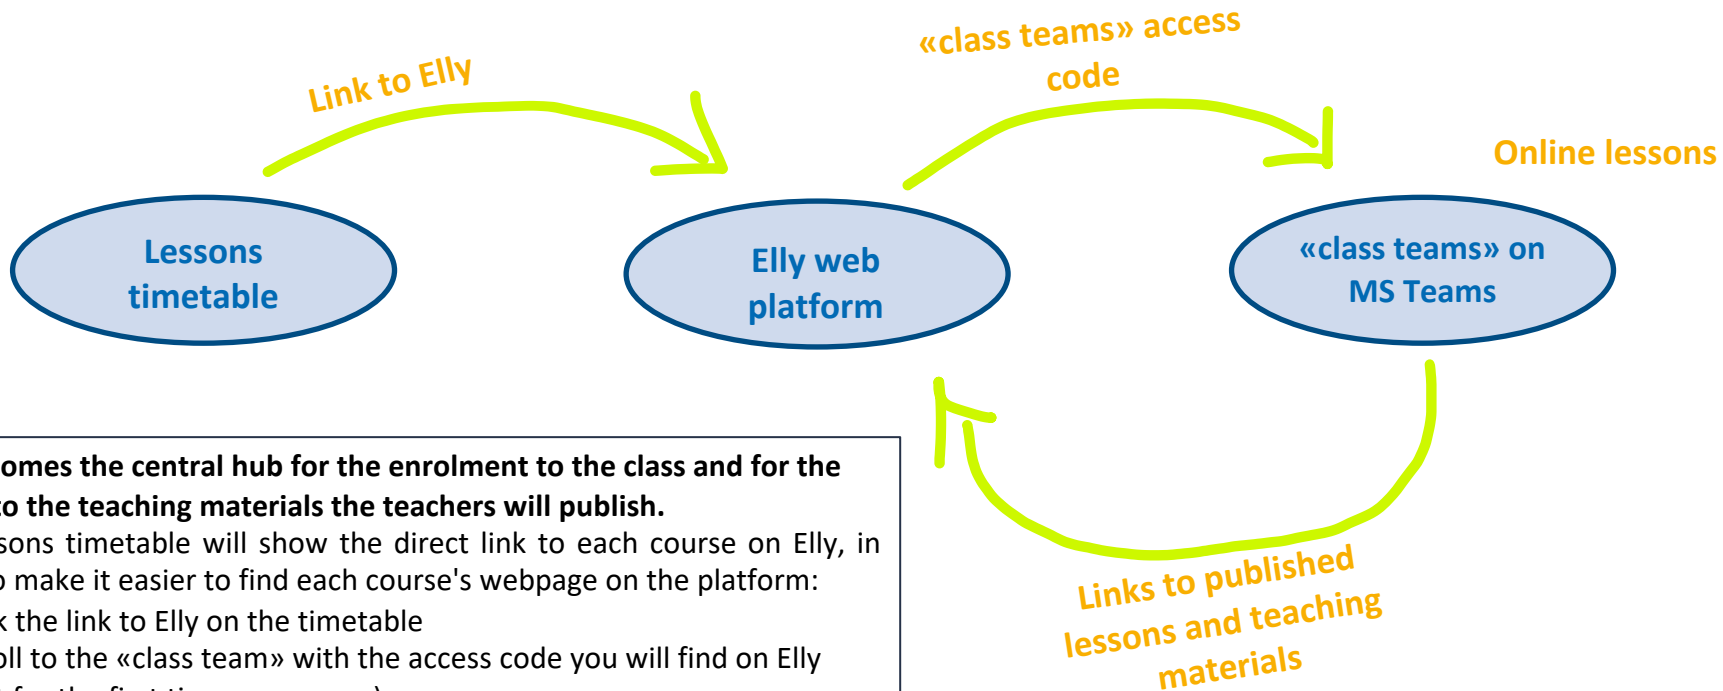 Link to Elly
«class teams» access
code
Online lessons
Lessons
timetable
Elly web
platform
«class teams» on
MS Teams
omes the central hub for the enrolment to the class and for the
to the teaching materials the teachers will publish.
sons timetable will show the direct link to each course on Elly, in
o make it easier to find each course's webpage on the platform:
k the link to Elly on the timetable
oll to the «class team» with the access code you will find on Elly
for the first time
Links to published
lessons and teaching
materials